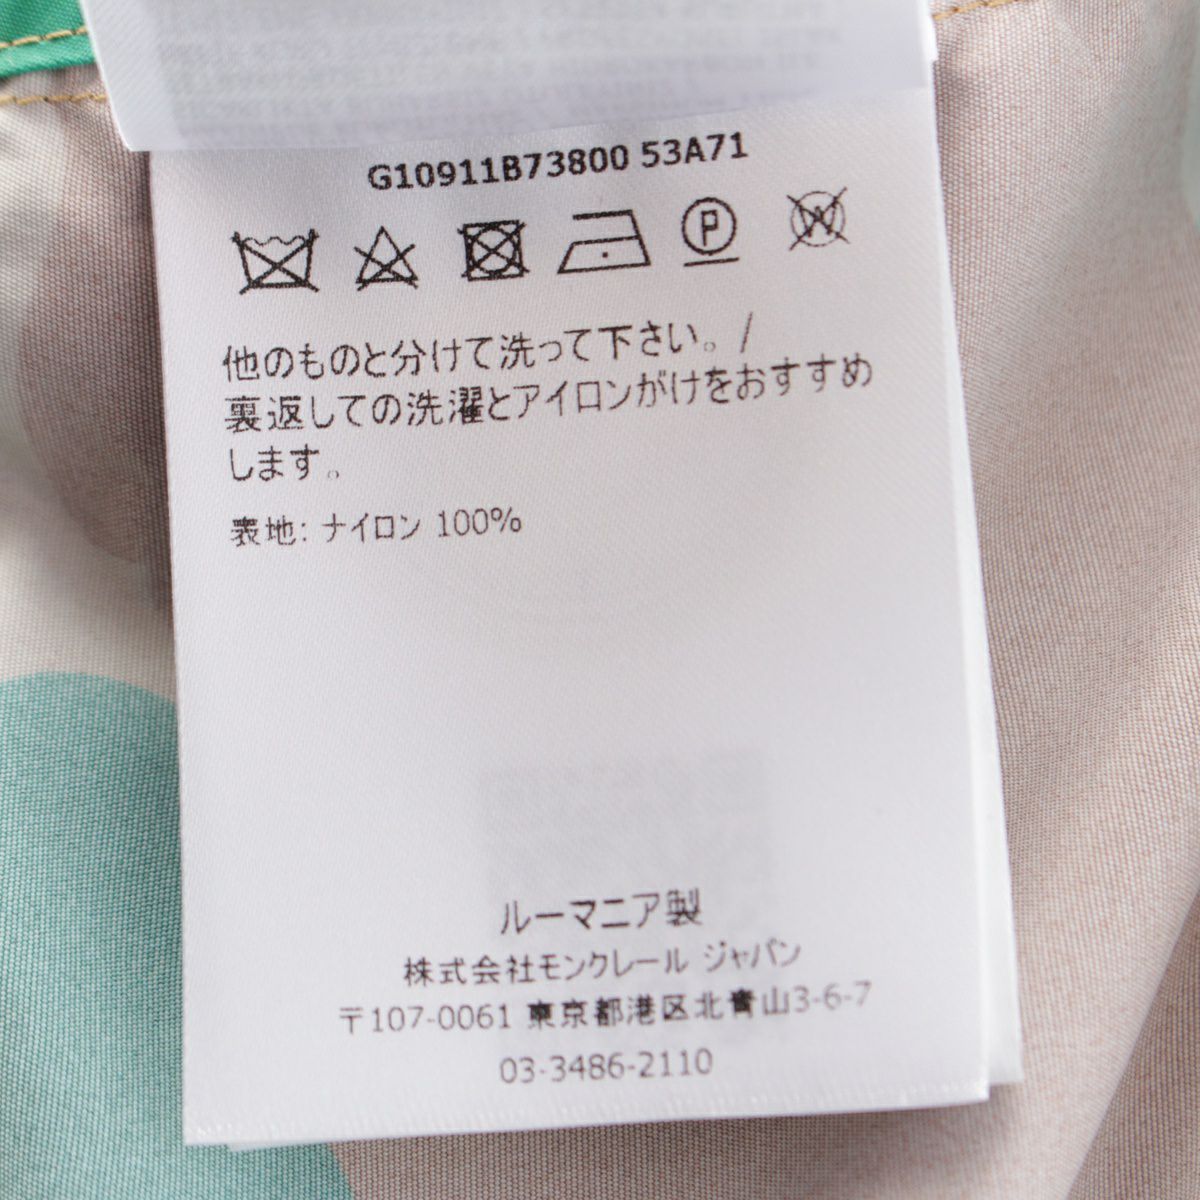 G10911B73800 53A71
P W
他のものと分けて洗って下さい。/
裏返しての洗濯とアイロンがけをおすすめ
します。
表地: ナイロン 100%
ルーマニア製
株式会社モンクレール ジャパン
〒107-0061 東京都港区北青山3-6-7
03-3486-2110